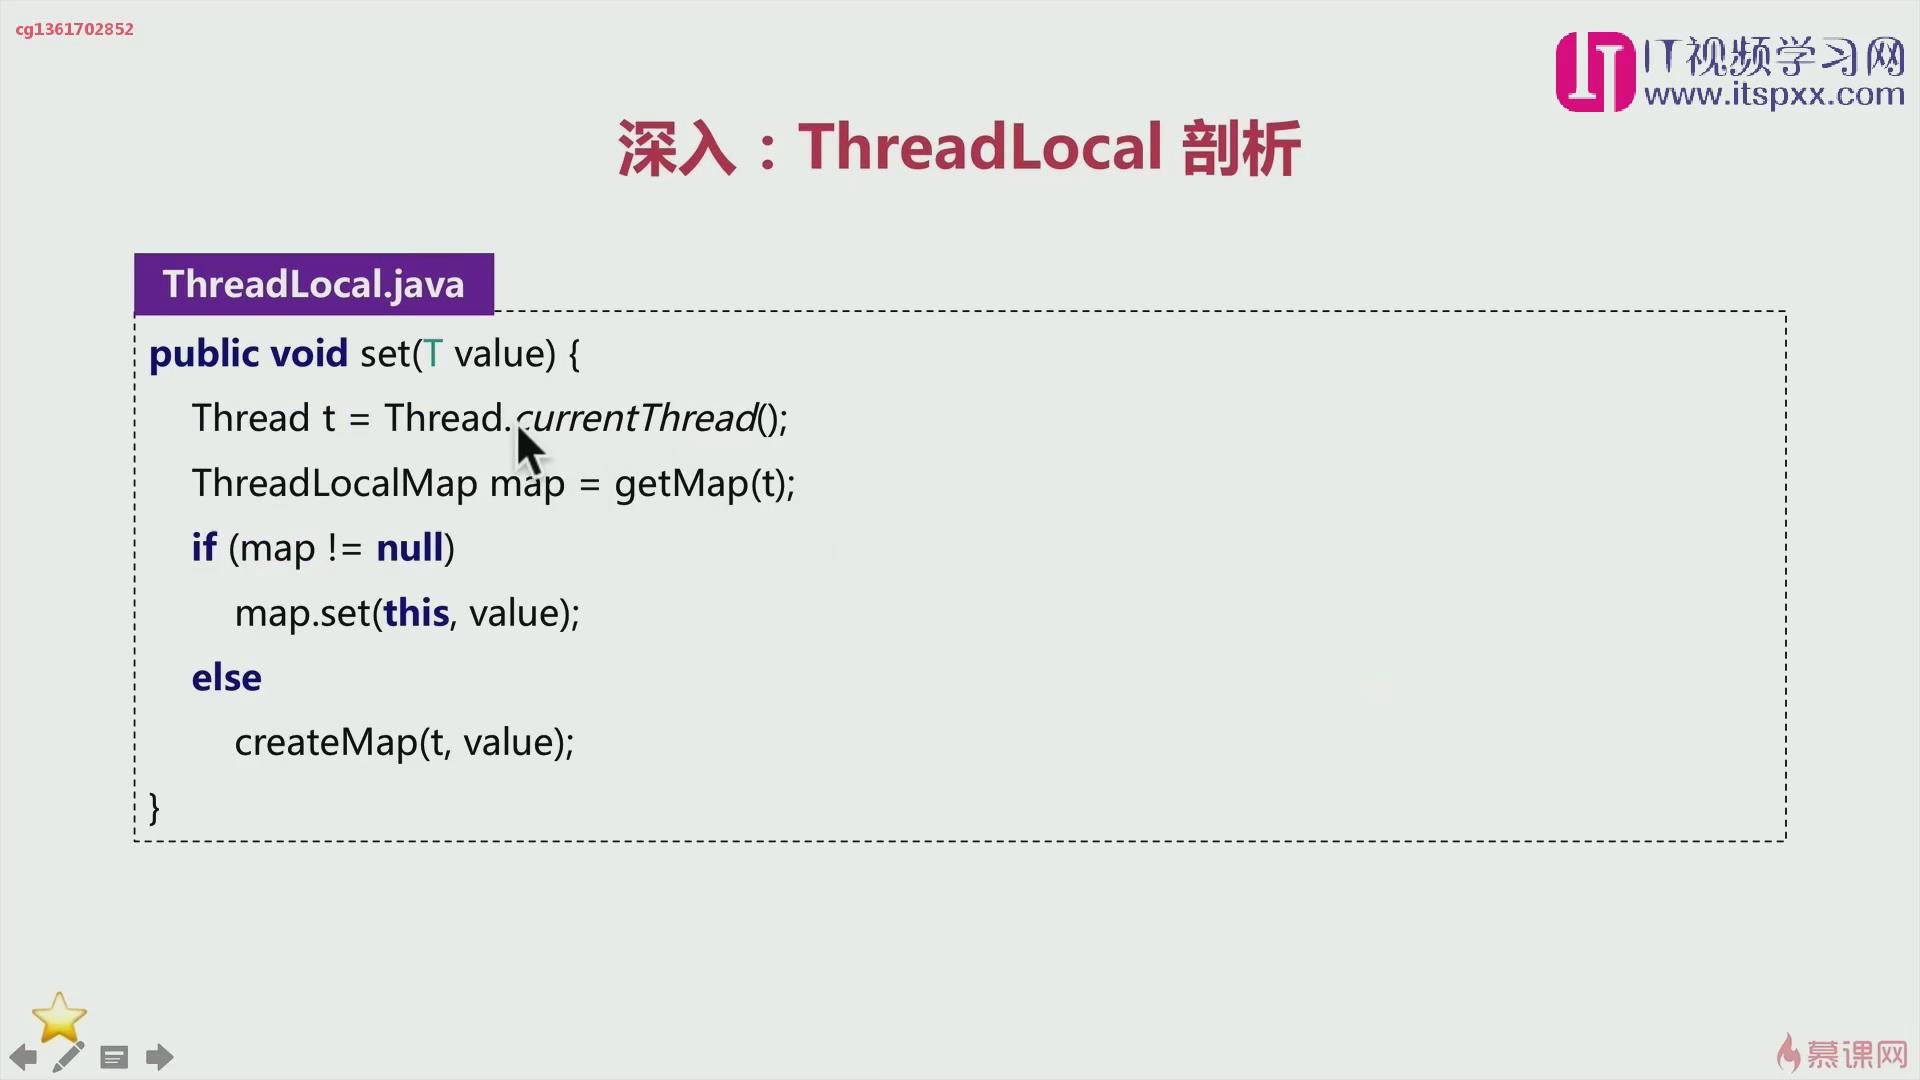 cg1361702852
IT视频学习网
www.itspxx.com
深入：ThreadLocal 剖析
ThreadLocal.java
public void set(T value) {
Thread t = Thread.currentThread();
ThreadLocalMap map = getMap(t);
if (map != null)
map.set(this, value);
else
createMap(t, value);
}
慕课网